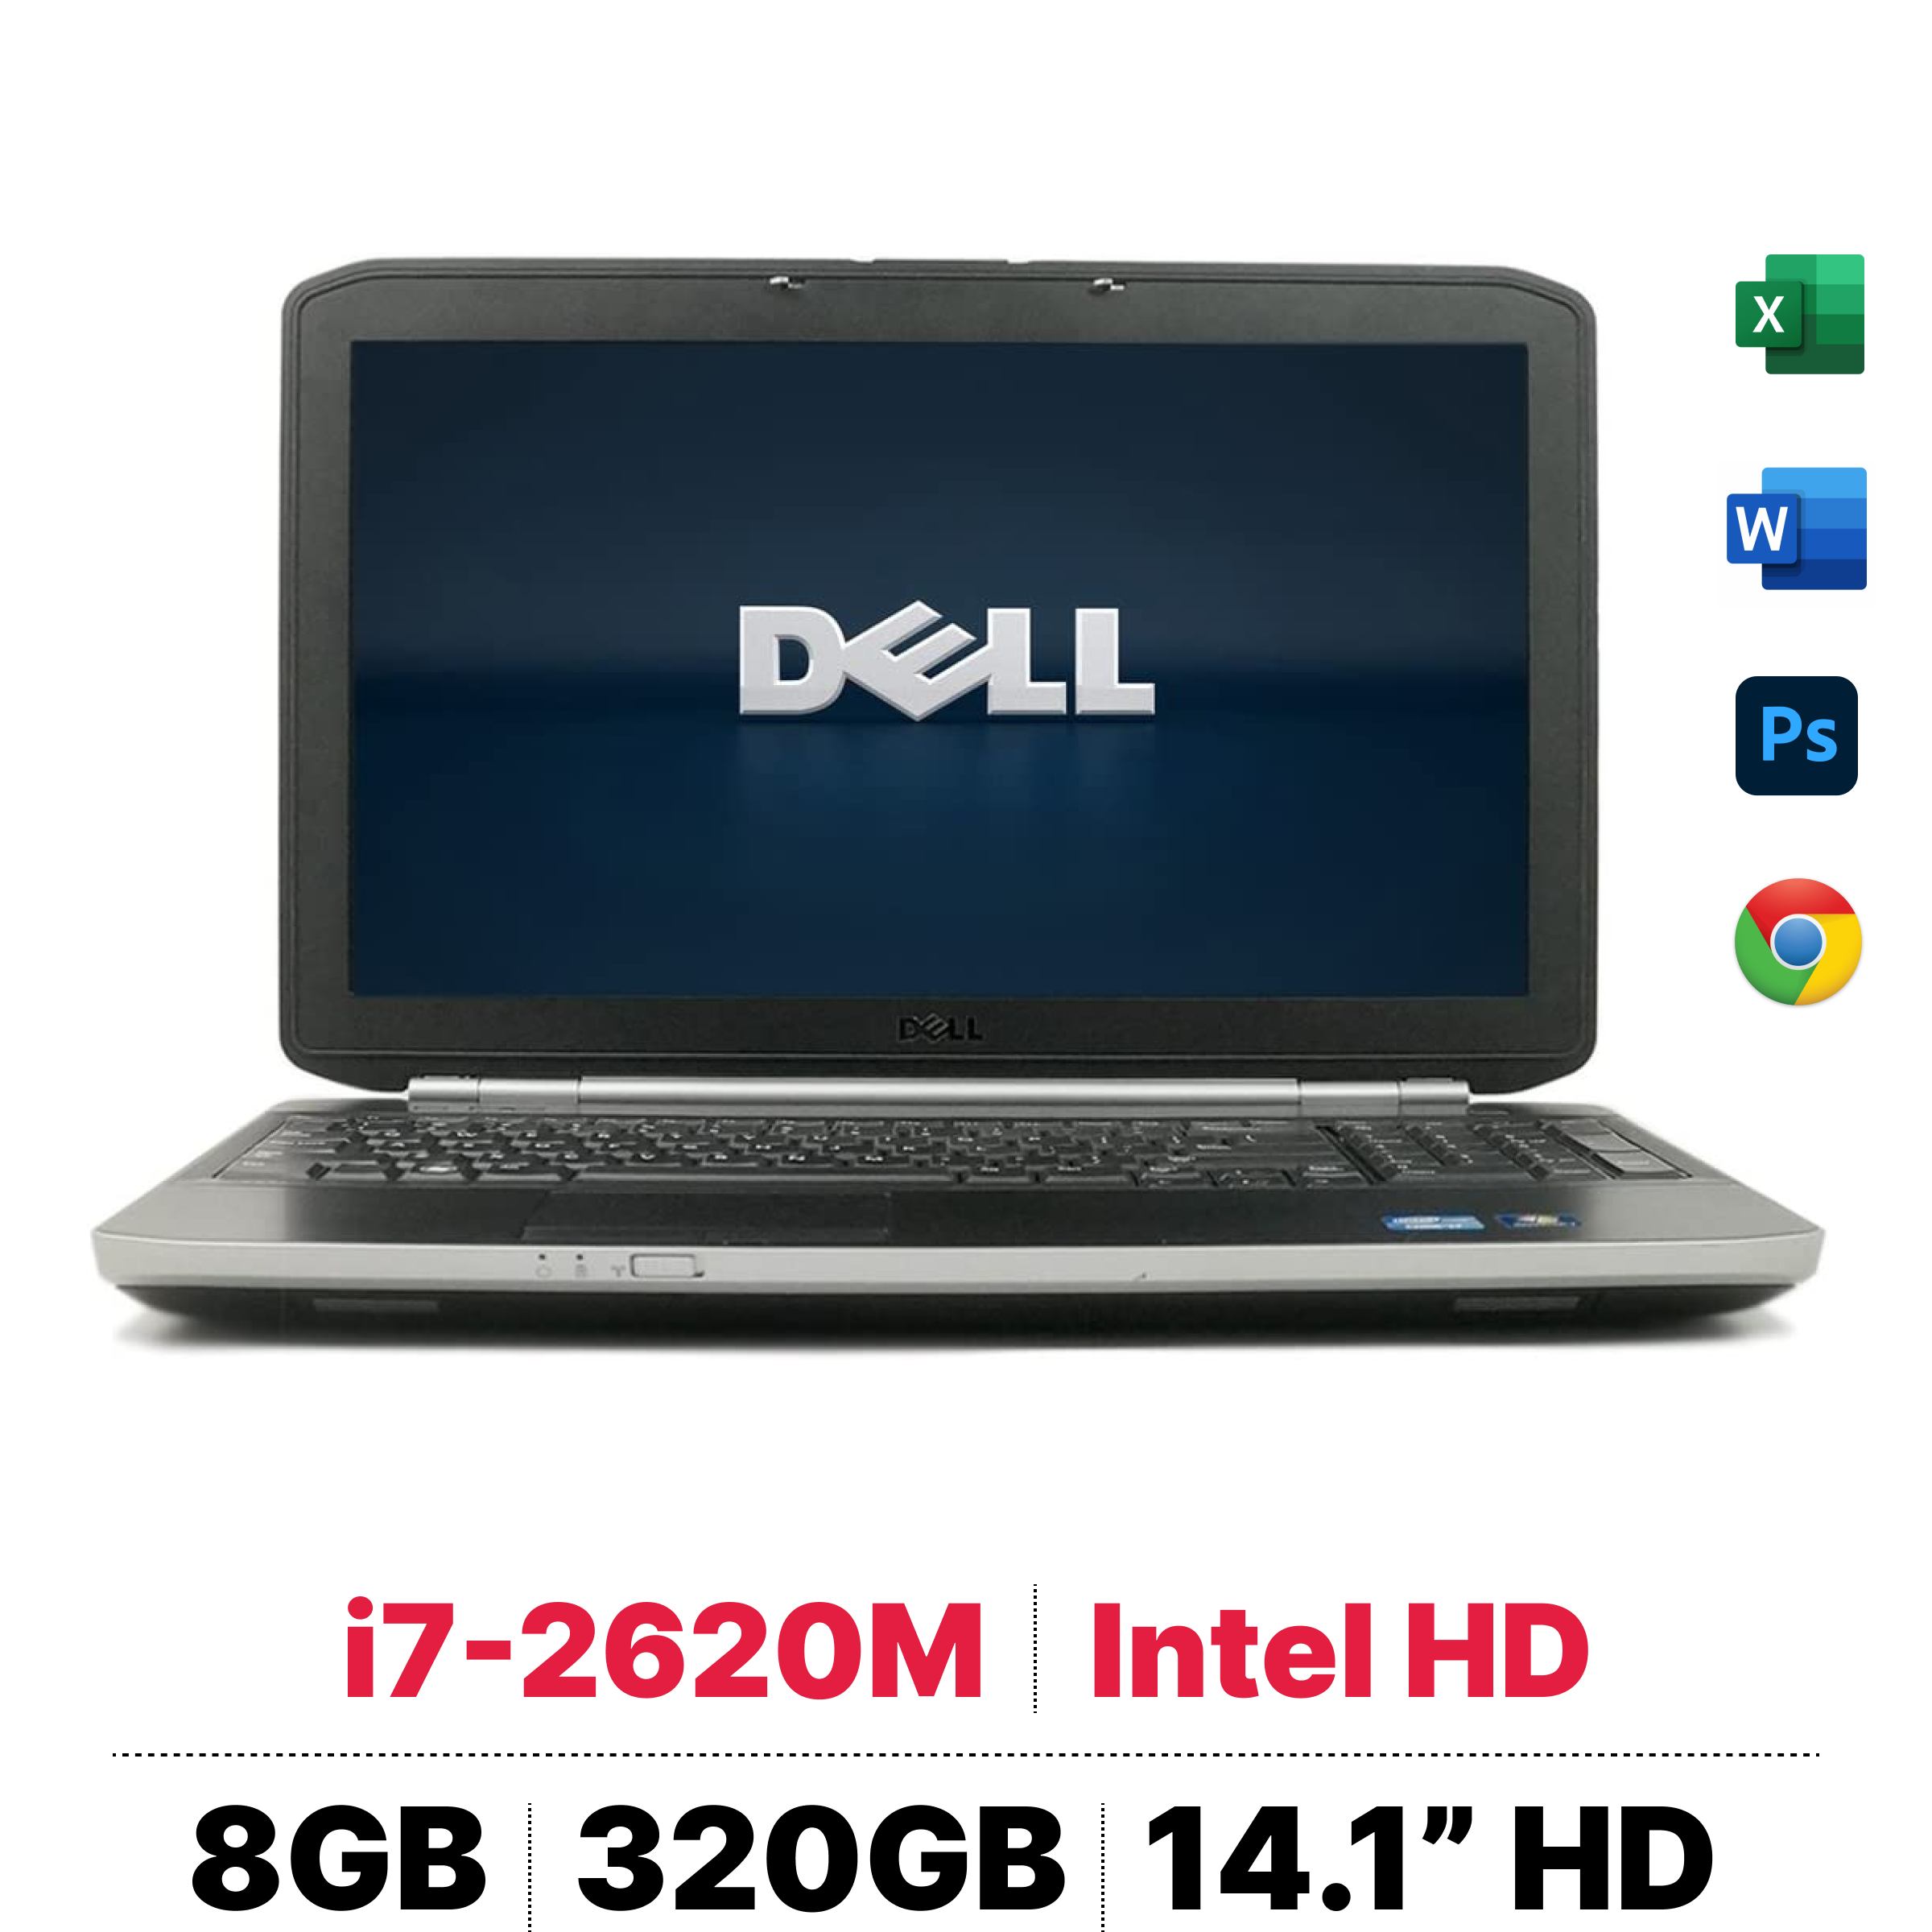 X
W
DELL
Ps
DELL
i7-2620M Intel HD
8GB 320GB 14.1” HD